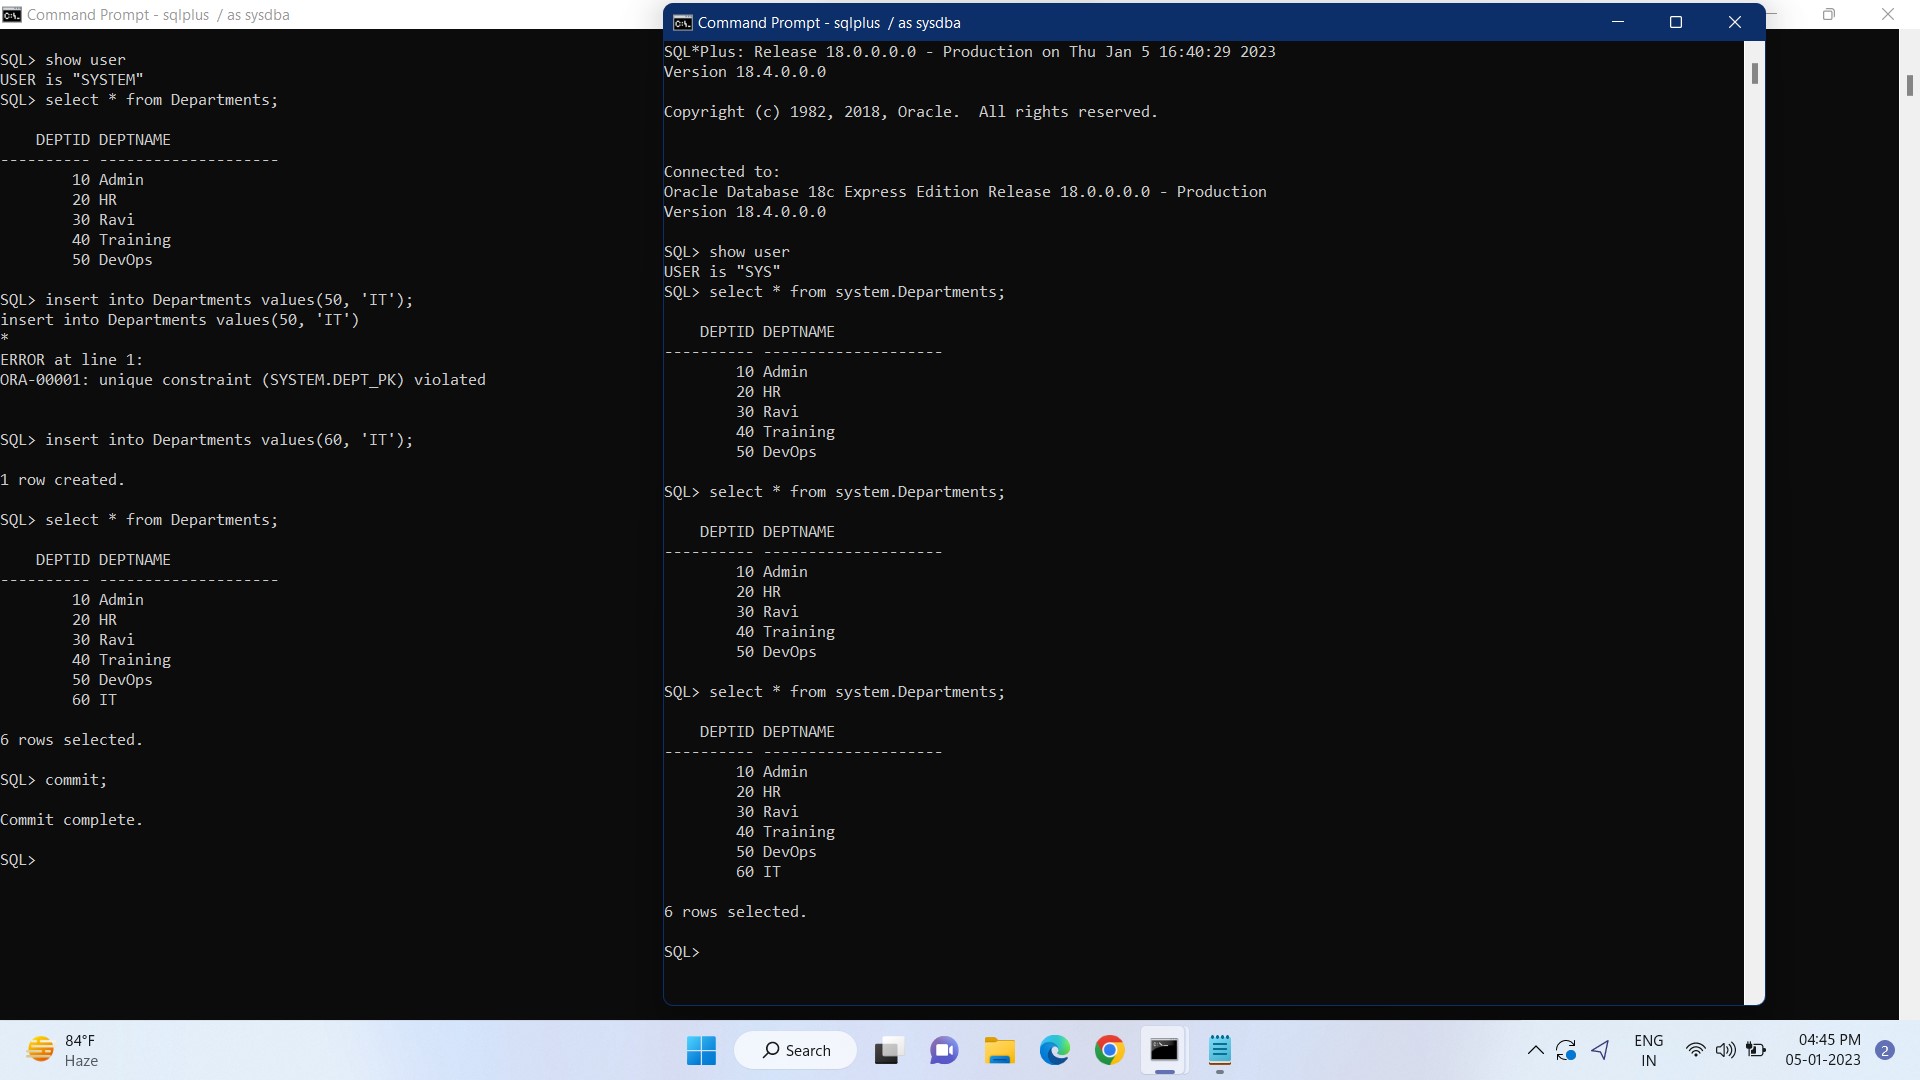 Command Prompt - sqlplus  / as sysdba
SQL> show user
USER is "SYSTEM"
SQL> select * from Departments;
    DEPTID DEPTNAME
---------- --------------------
        10 Admin
        20 HR
        30 Ravi
        40 Training
        50 DevOps
SQL> insert into Departments values(50, 'IT');
insert into Departments values(50, 'IT')
*
ERROR at line 1:
ORA-00001: unique constraint (SYSTEM.DEPT_PK) violated
SQL> insert into Departments values(60, 'IT');
1 row created.
SQL> select * from Departments;
    DEPTID DEPTNAME
---------- --------------------
        10 Admin
        20 HR
        30 Ravi
        40 Training
        50 DevOps
        60 IT
6 rows selected.
SQL> commit;
Commit complete.
SQL>
Command Prompt - sqlplus  / as sysdba
SQL*Plus: Release 18.0.0.0.0 - Production on Thu Jan 5 16:40:29 2023
Version 18.4.0.0.0
Copyright (c) 1982, 2018, Oracle.  All rights reserved.
Connected to:
Oracle Database 18c Express Edition Release 18.0.0.0.0 - Production
Version 18.4.0.0.0
SQL> show user
USER is "SYS"
SQL> select * from system.Departments;
    DEPTID DEPTNAME
---------- --------------------
        10 Admin
        20 HR
        30 Ravi
        40 Training
        50 DevOps
SQL> select * from system.Departments;
    DEPTID DEPTNAME
---------- --------------------
        10 Admin
        20 HR
        30 Ravi
        40 Training
        50 DevOps
SQL> select * from system.Departments;
    DEPTID DEPTNAME
---------- --------------------
        10 Admin
        20 HR
        30 Ravi
        40 Training
        50 DevOps
        60 IT
6 rows selected.
SQL>
84°F
Haze
Search
ENG
IN
04:45 PM
05-01-2023
2